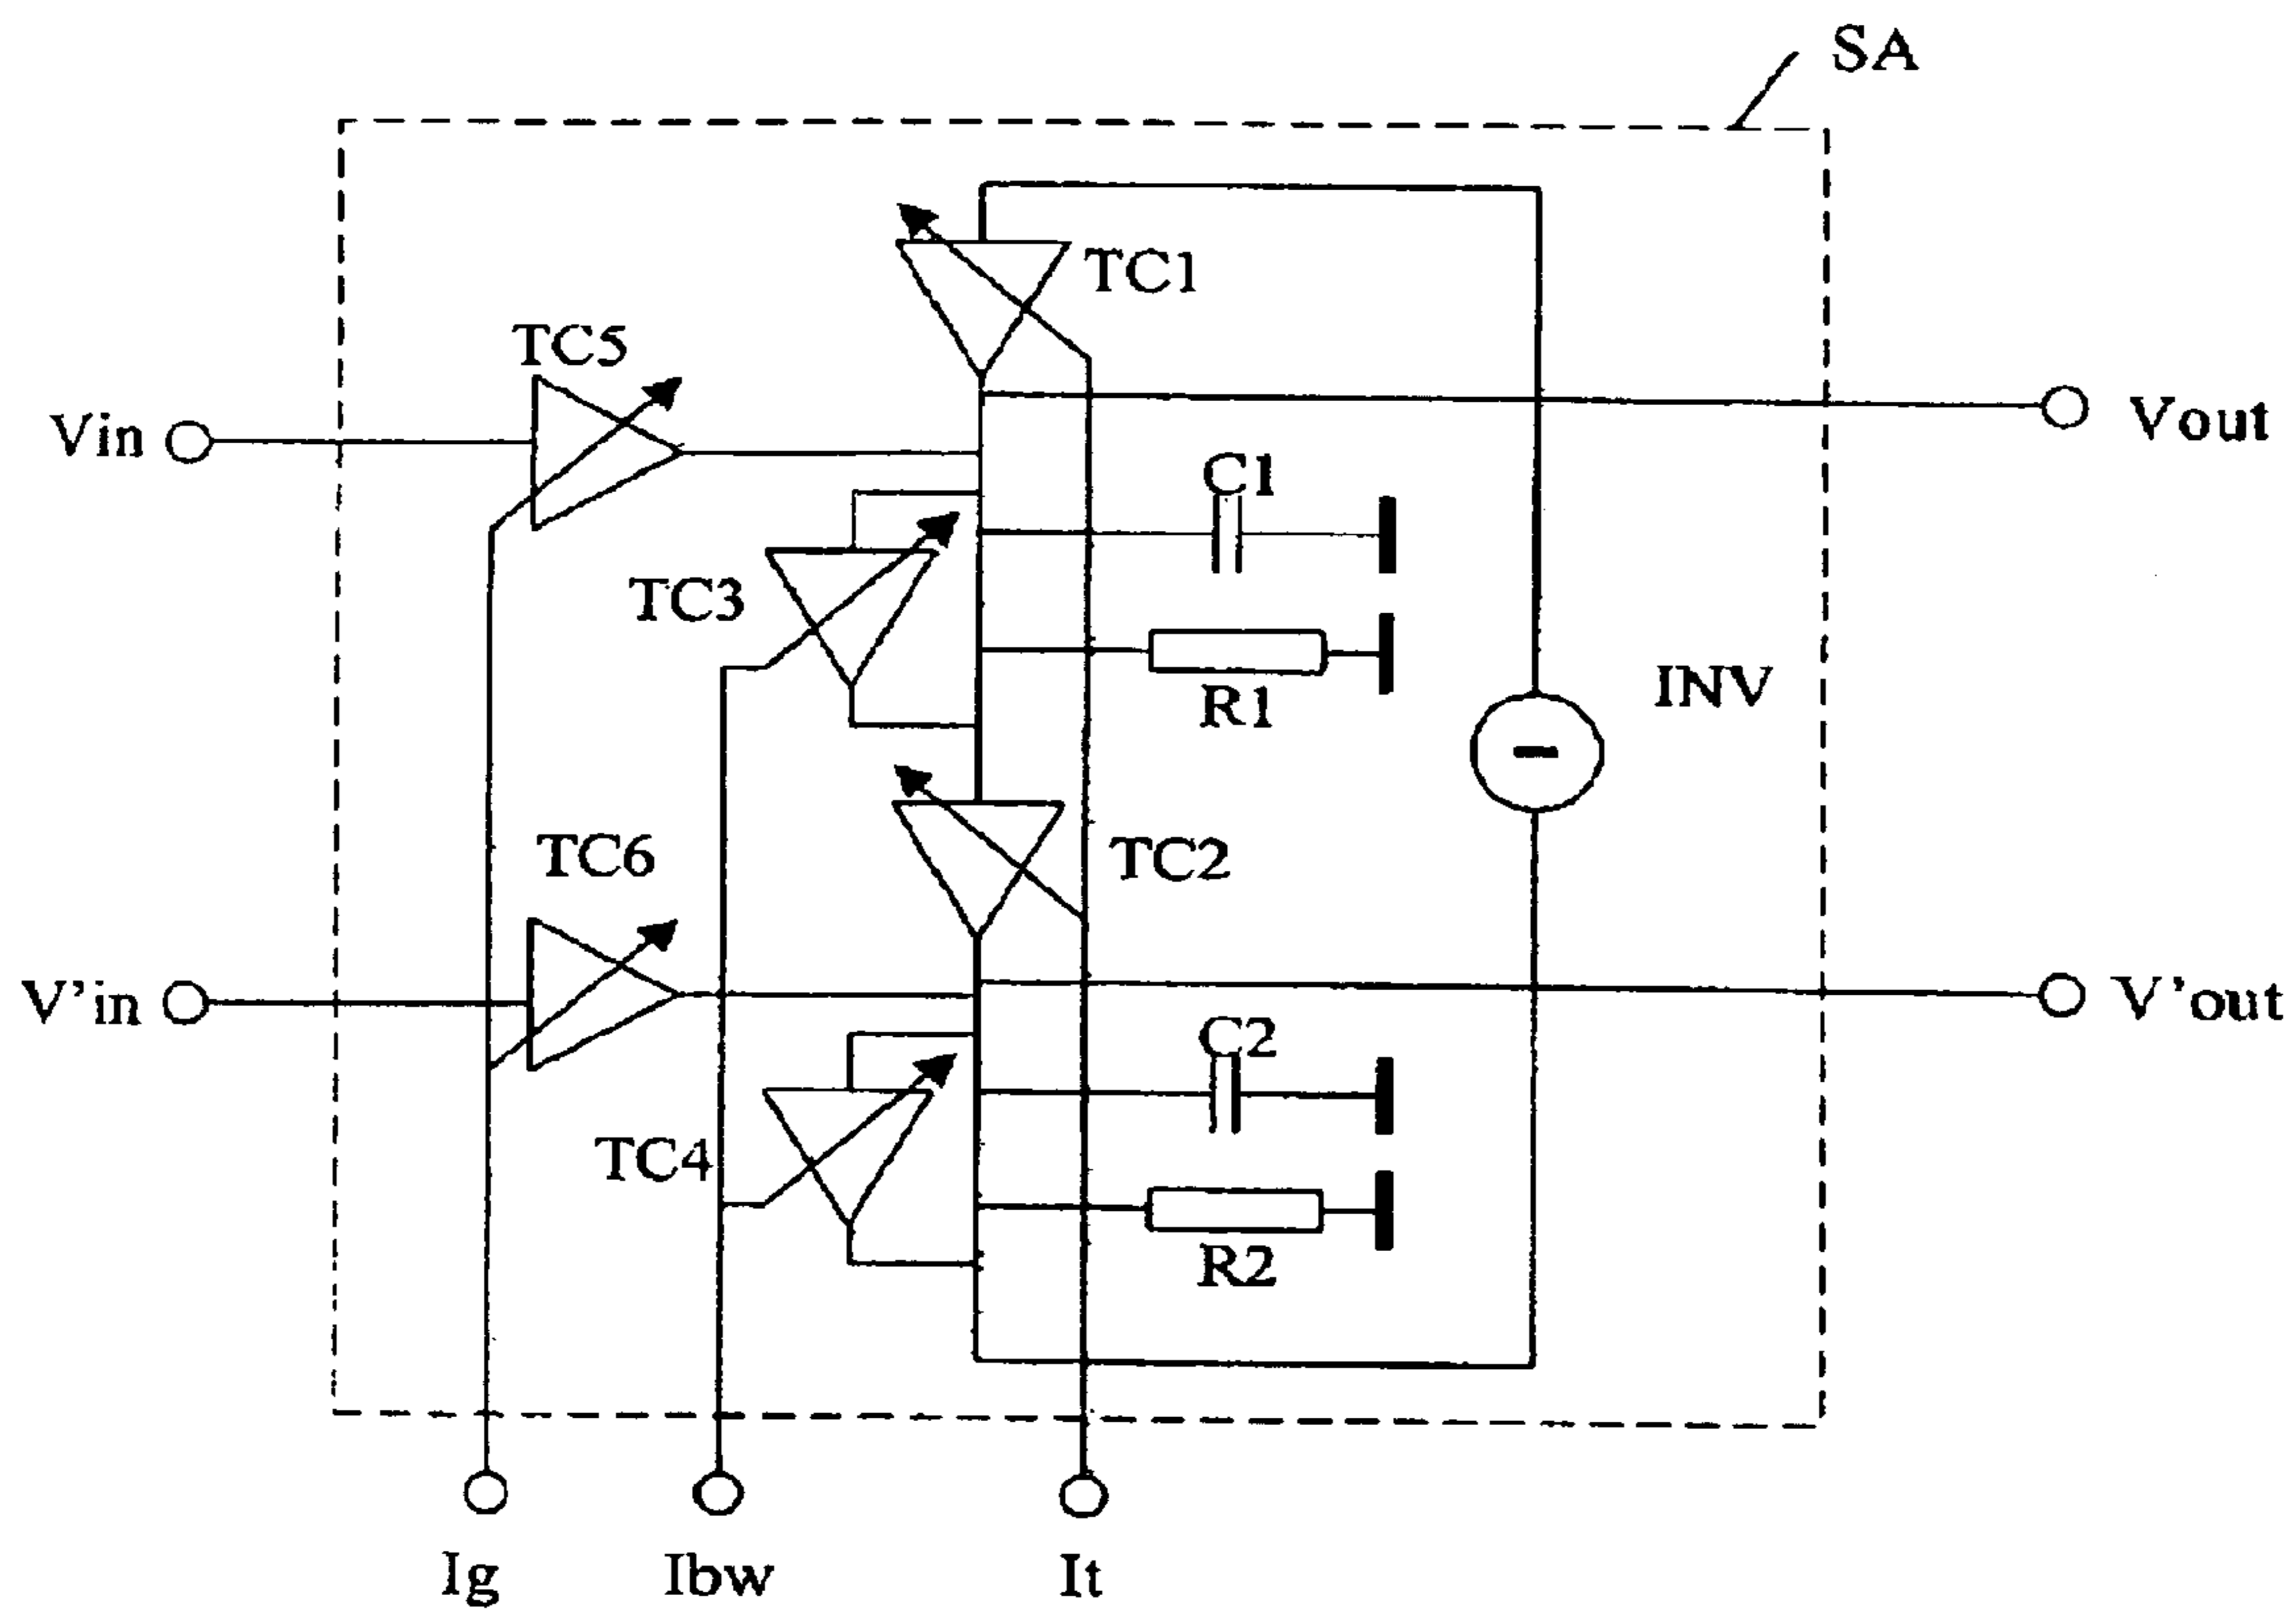 SA
TC1
TC5
Vin
Vout
C1
TC3
R1
INV
TC6
TC2
V'in
V'out
C2
TC4
R2
Ig
Ibw
It